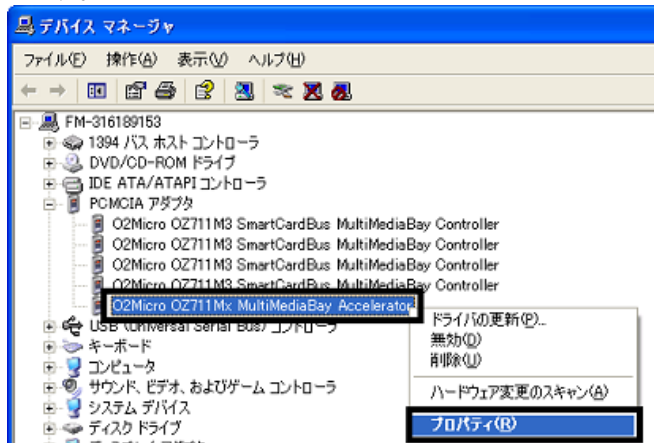 デバイス マネージャ
ファイル(F) 操作(A) 表示(V) ヘルプ(H)
FM-316189153
1394 バス ホスト コントローラ
DVD/CD-ROM ドライブ
IDE ATA/ATAPI コントローラ
PCMCIA アダプタ
O2Micro OZ711M3 SmartCardBus MultiMediaBay Controller
O2Micro OZ711M3 SmartCardBus MultiMediaBay Controller
O2Micro OZ711M3 SmartCardBus MultiMediaBay Controller
O2Micro OZ711M3 SmartCardBus MultiMediaBay Controller
O2Micro OZ711Mx MultiMediaBay Accelerator
USB (Universal Serial Bus) コントローラ
キーボード
コンピュータ
サウンド、ビデオ、およびゲーム コントローラ
システム デバイス
ディスク ドライブ
ドライバの更新(P)...
無効(D)
削除(U)
ハードウェア変更のスキャン(A)
プロパティ(R)